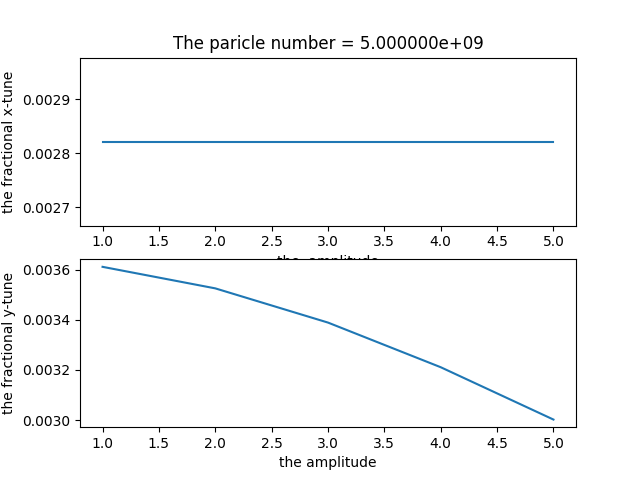 The paricle number = 5.000000e+09
the fractional x-tune
0.0029
0.0028
0.0027
1.0 1.5 2.0 2.5 3.0 3.5 4.0 4.5 5.0
the amplitude
the fractional y-tune
0.0036
0.0034
0.0032
0.0030
1.0 1.5 2.0 2.5 3.0 3.5 4.0 4.5 5.0
the amplitude